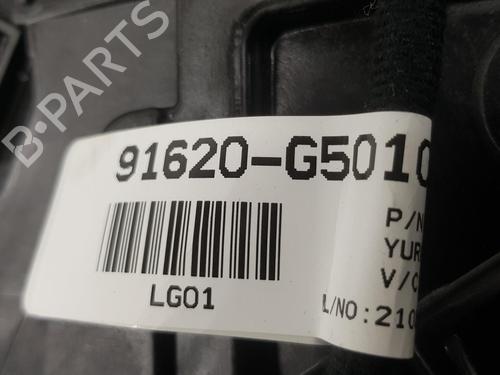 B-PARTS
91620-G5010
P/N
YUR
V/C
LG01
L/NO:210